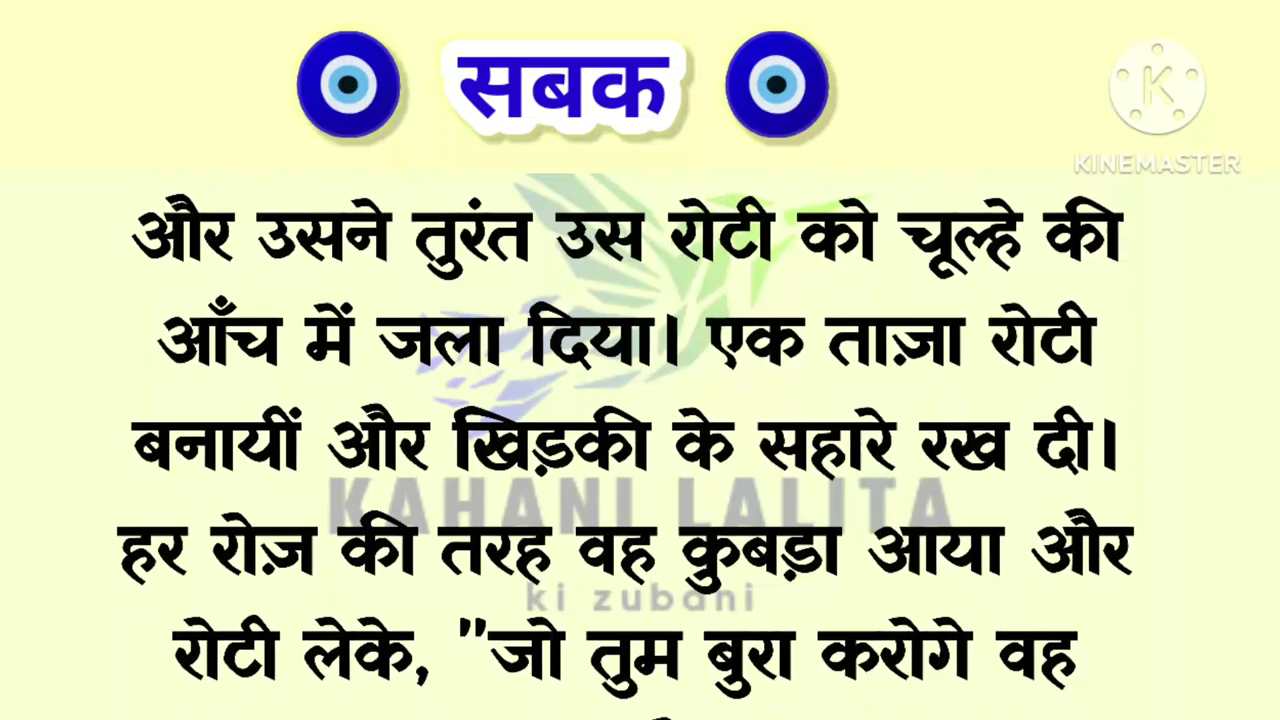 सबक
KINEMASTER
और उसने तुरंत उस रोटी को चूल्हे की
आँच में जला दिया। एक ताज़ा रोटी
बनायीं और खिड़की के सहारे रख दी।
KAHANI LALITA
हर रोज़ की तरह वह कुबड़ा आया और
ki zubani
रोटी लेके, "जो तुम बुरा करोगे वह